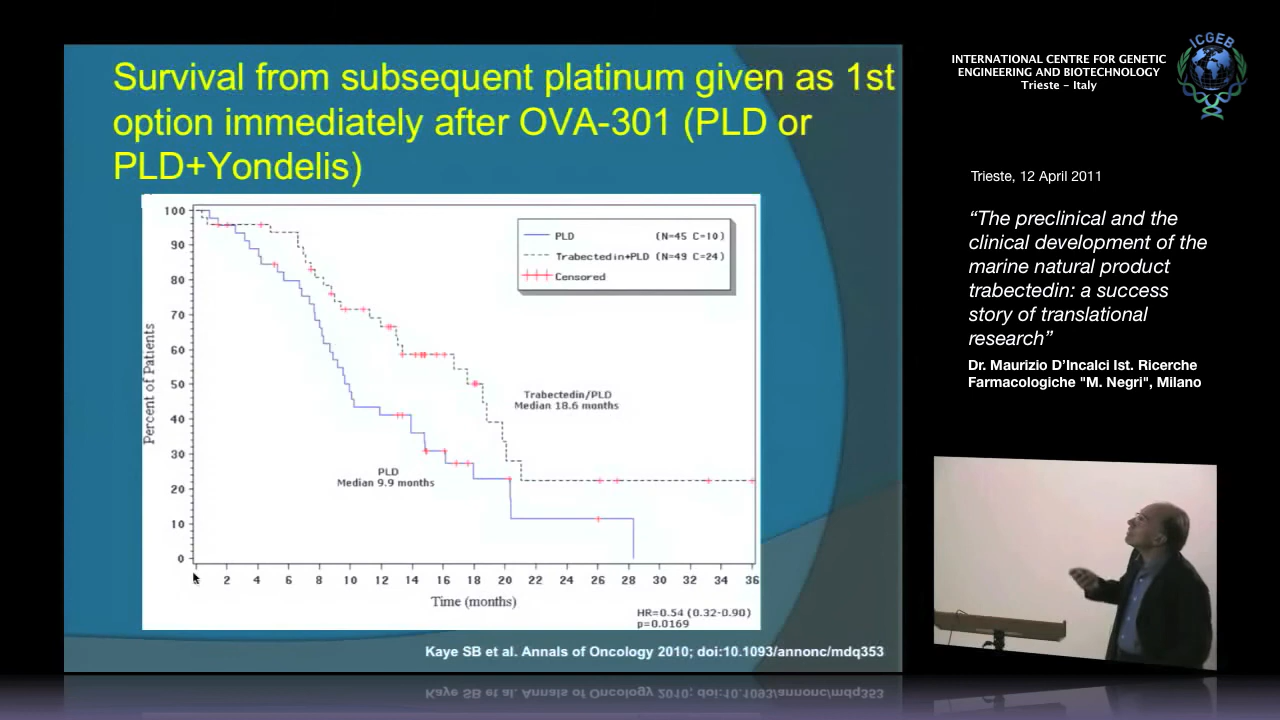 Survival from subsequent platinum given as 1st
option immediately after OVA-301 (PLD or
PLD+Yondelis)
100
90
80
70
60
50
40
30
20
10
0
Percent of Patients
PLD (N=45 C=10)
Trabectedin+PLD (N=49 C=24)
Censored
Trabectedin/PLD
Median 18.6 months
PLD
Median 9.9 months
2 4 6 8 10 12 14 16 18 20 22 24 26 28 30 32 34 36
Time (months)
HR=0.54 (0.32-0.90)
p=0.0169
Kaye SB et al. Annals of Oncology 2010; doi:10.1093/annonc/mdq353
INTERNATIONAL CENTRE FOR GENETIC
ENGINEERING AND BIOTECHNOLOGY
Trieste - Italy
ICGEB
Trieste, 12 April 2011
“The preclinical and the
clinical development of the
marine natural product
trabectedin: a success
story of translational
research”
Dr. Maurizio D’Incalci Ist. Ricerche
Farmacologiche "M. Negri", Milano